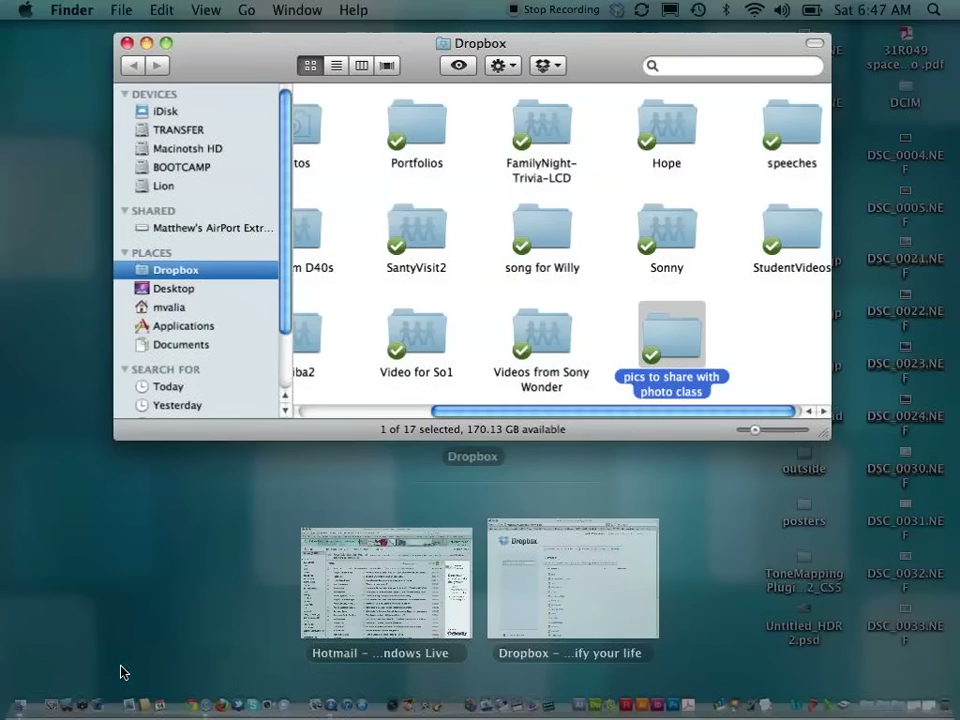 Finder File Edit View Go Window Help Stop Recording Sat 6:47 AM
Dropbox
DEVICES
iDisk
TRANSFER
Macinotsh HD
BOOTCAMP
Lion
SHARED
Matthew's AirPort Extr...
PLACES
Dropbox
Desktop
mvalia
Applications
Documents
SEARCH FOR
Today
Yesterday
tos Portfolios FamilyNight-
Trivia-LCD Hope speeches
m D40s SantyVisit2 song for Willy Sonny StudentVideos
iba2 Video for So1 Videos from Sony
Wonder pics to share with
photo class
1 of 17 selected, 170.13 GB available
Dropbox
Dropbox
Hotmail - ...ndows Live
Dropbox - ...ify your life
outside
posters
ToneMapping
Plugi..._2_CS5
Untitled_HDR
2.psd
31R049
space...o .pdf
DCIM
DSC_0004.NE
F
DSC_0005.NE
F
DSC_0021.NE
F
DSC_0022.NE
F
DSC_0023.NE
F
DSC_0024.NE
F
DSC_0030.NE
F
DSC_0031.NE
F
DSC_0032.NE
F
DSC_0033.NE
F